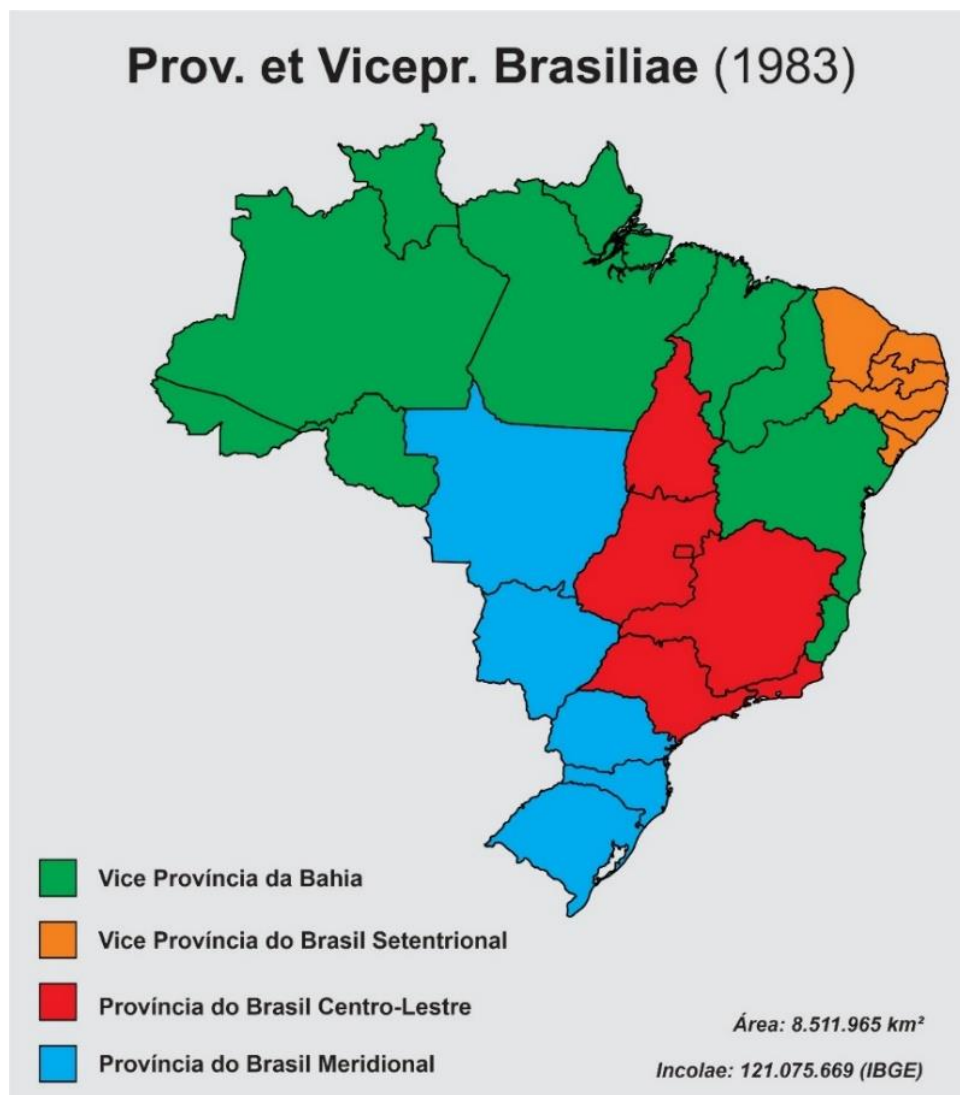 Prov. et Vicepr. Brasiliae (1983)
Vice Província da Bahia
Vice Província do Brasil Setentrional
Província do Brasil Centro-Lestre
Província do Brasil Meridional
Área: 8.511.965 km²
Incolae: 121.075.669 (IBGE)